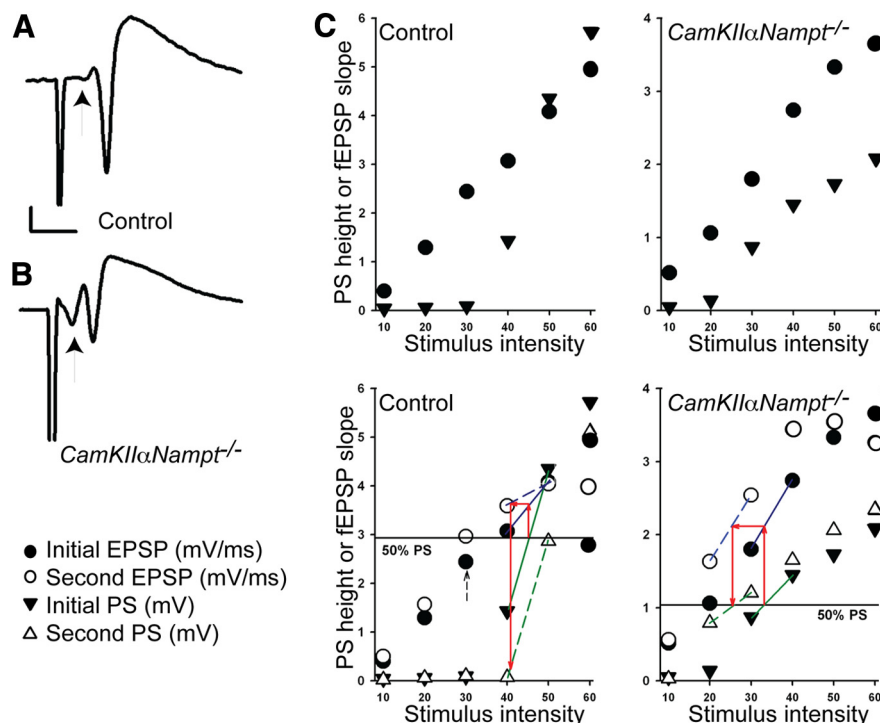 A
Control
B
CamKIIαNampt-/-
● Initial EPSP (mV/ms)
○ Second EPSP (mV/ms)
▼ Initial PS (mV)
△ Second PS (mV)
C
Control
PS height or fEPSP slope
6
5
4
3
2
1
0
10 20 30 40 50 60
Stimulus intensity
CamKIIαNampt-/-
4
3
2
1
0
10 20 30 40 50 60
Stimulus intensity
Control
PS height or fEPSP slope
6
5
4
3
2
1
0
50% PS
10 20 30 40 50 60
Stimulus intensity
CamKIIαNampt-/-
4
3
2
1
0
50% PS
10 20 30 40 50 60
Stimulus intensity